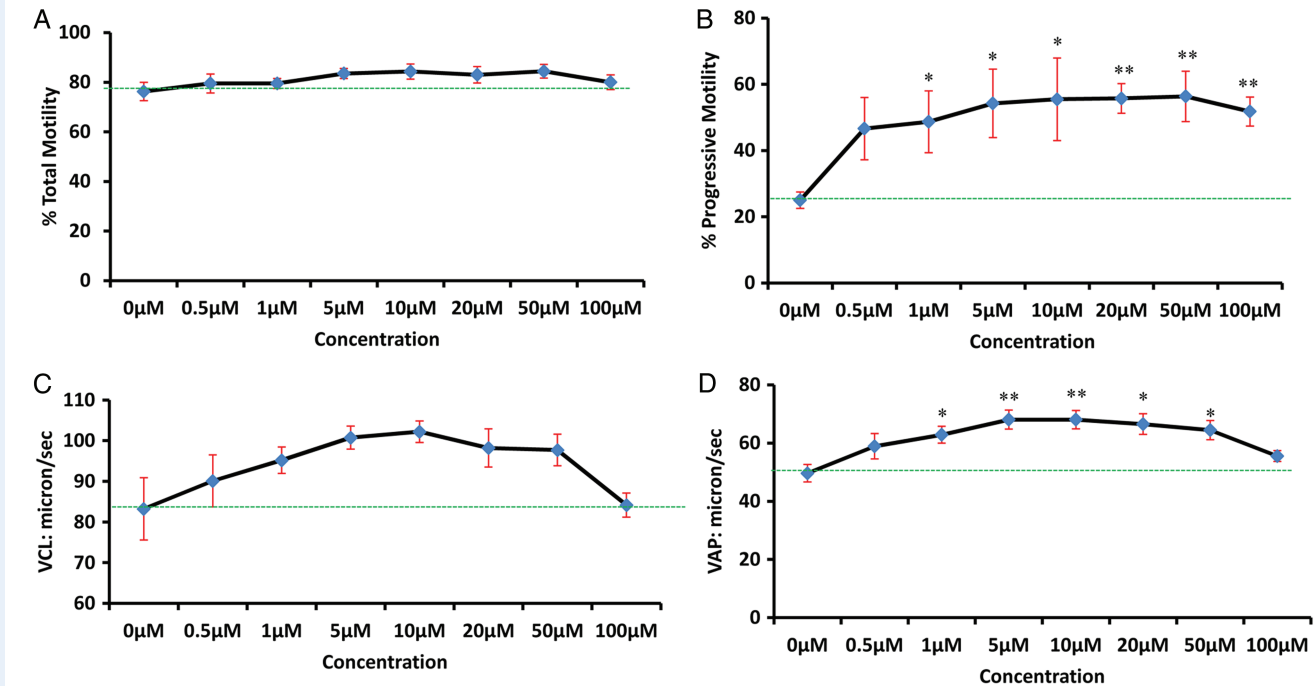 A
100
80
60
40
20
0
% Total Motility
0µM 0.5µM 1µM 5µM 10µM 20µM 50µM 100µM
Concentration
B
80
60
40
20
0
% Progressive Motility
* * * ** ** **
0µM 0.5µM 1µM 5µM 10µM 20µM 50µM 100µM
Concentration
C
110
100
90
80
70
60
VCL: micron/sec
0µM 0.5µM 1µM 5µM 10µM 20µM 50µM 100µM
Concentration
D
80
60
40
20
0
VAP: micron/sec
* ** ** * *
0µM 0.5µM 1µM 5µM 10µM 20µM 50µM 100µM
Concentration